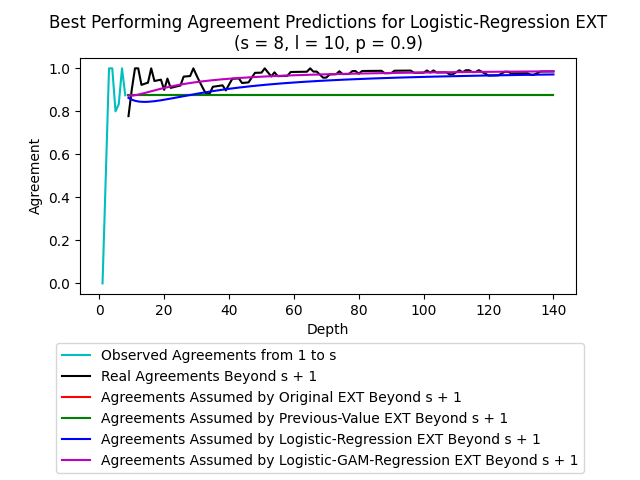 Best Performing Agreement Predictions for Logistic-Regression EXT
(s = 8, l = 10, p = 0.9)
1.0
0.8
0.6
0.4
0.2
0.0
Agreement
0 20 40 60 80 100 120 140
Depth
Observed Agreements from 1 to s
Real Agreements Beyond s + 1
Agreements Assumed by Original EXT Beyond s + 1
Agreements Assumed by Previous-Value EXT Beyond s + 1
Agreements Assumed by Logistic-Regression EXT Beyond s + 1
Agreements Assumed by Logistic-GAM-Regression EXT Beyond s + 1